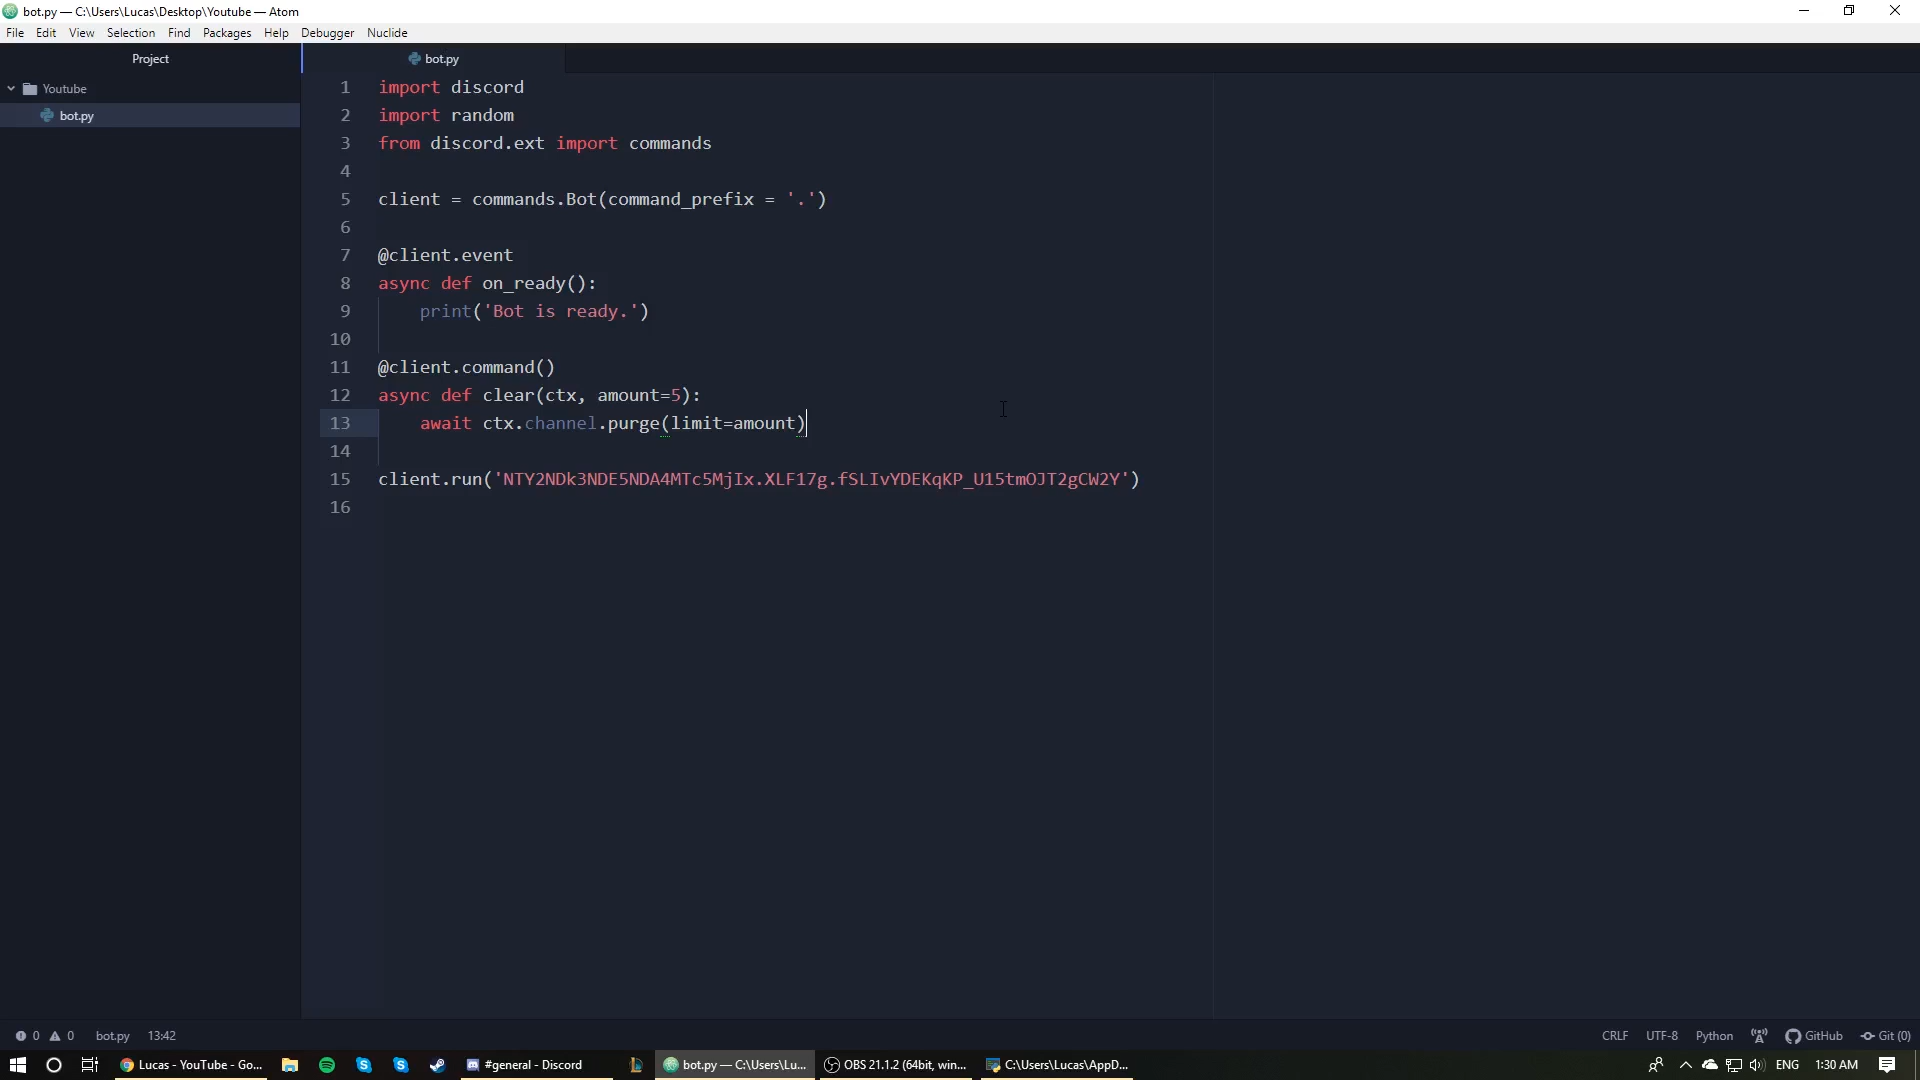 bot.py — C:\Users\Lucas\Desktop\Youtube — Atom
File Edit View Selection Find Packages Help Debugger Nuclide
Project
bot.py
Youtube
bot.py
1 import discord
2 import random
3 from discord.ext import commands
4
5 client = commands.Bot(command_prefix = '.')
6
7 @client.event
8 async def on_ready():
9 print('Bot is ready.')
10
11 @client.command()
12 async def clear(ctx, amount=5):
13 await ctx.channel.purge(limit=amount)
14
15 client.run('NTY2NDk3NDE5NDA4MTc5MjIx.XLF17g.fSLIvYDEKqKP_U15tmOJT2gCW2Y')
16
0 0 bot.py 13:42 CRLF UTF-8 Python GitHub Git (0)
Lucas - YouTube - Go... #general - Discord bot.py — C:\Users\Lu... OBS 21.1.2 (64bit, win... C:\Users\Lucas\AppD... ENG 1:30 AM